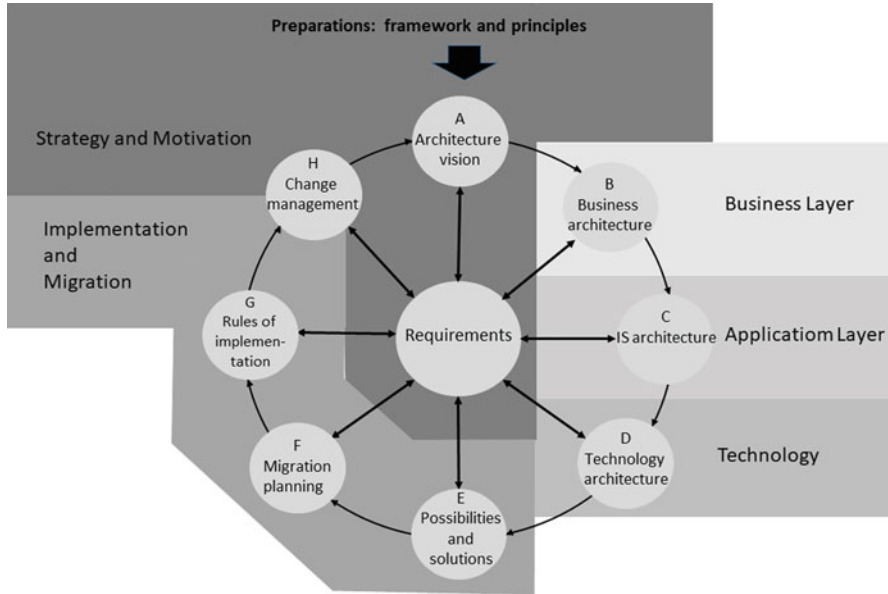 Preparations: framework and principles
Strategy and Motivation
A
Architecture
vision
H
Change
management
B
Business
architecture
Business Layer
Implementation
and
Migration
G
Rules of
implemen-
tation
Requirements
C
IS architecture
Applicatiom Layer
F
Migration
planning
D
Technology
architecture
Technology
E
Possibilities
and
solutions